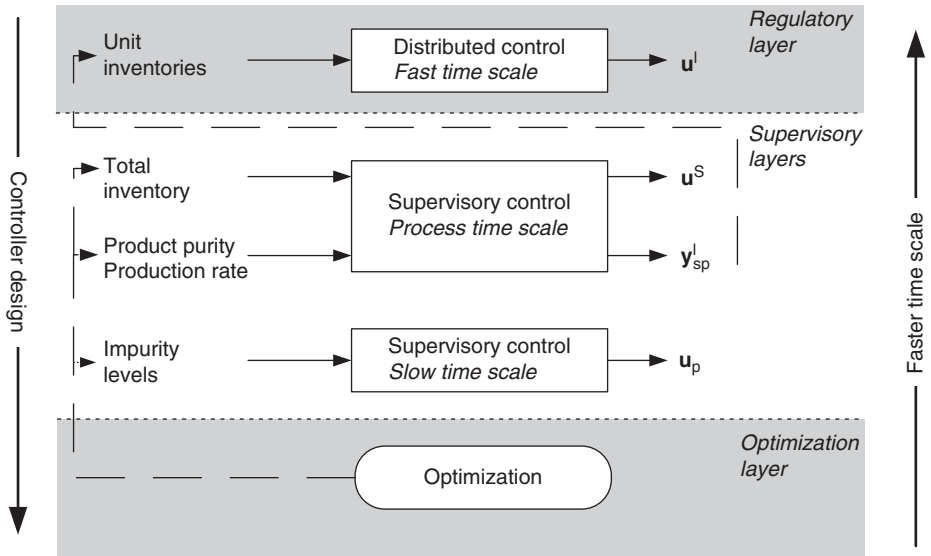 Regulatory
layer
Unit
inventories
Distributed control
Fast time scale
u^I
Supervisory
layers
Total
inventory
Supervisory control
Process time scale
u^S
Product purity
Production rate
y^I_sp
Impurity
levels
Supervisory control
Slow time scale
u_p
Optimization
layer
Optimization
Controller design
Faster time scale